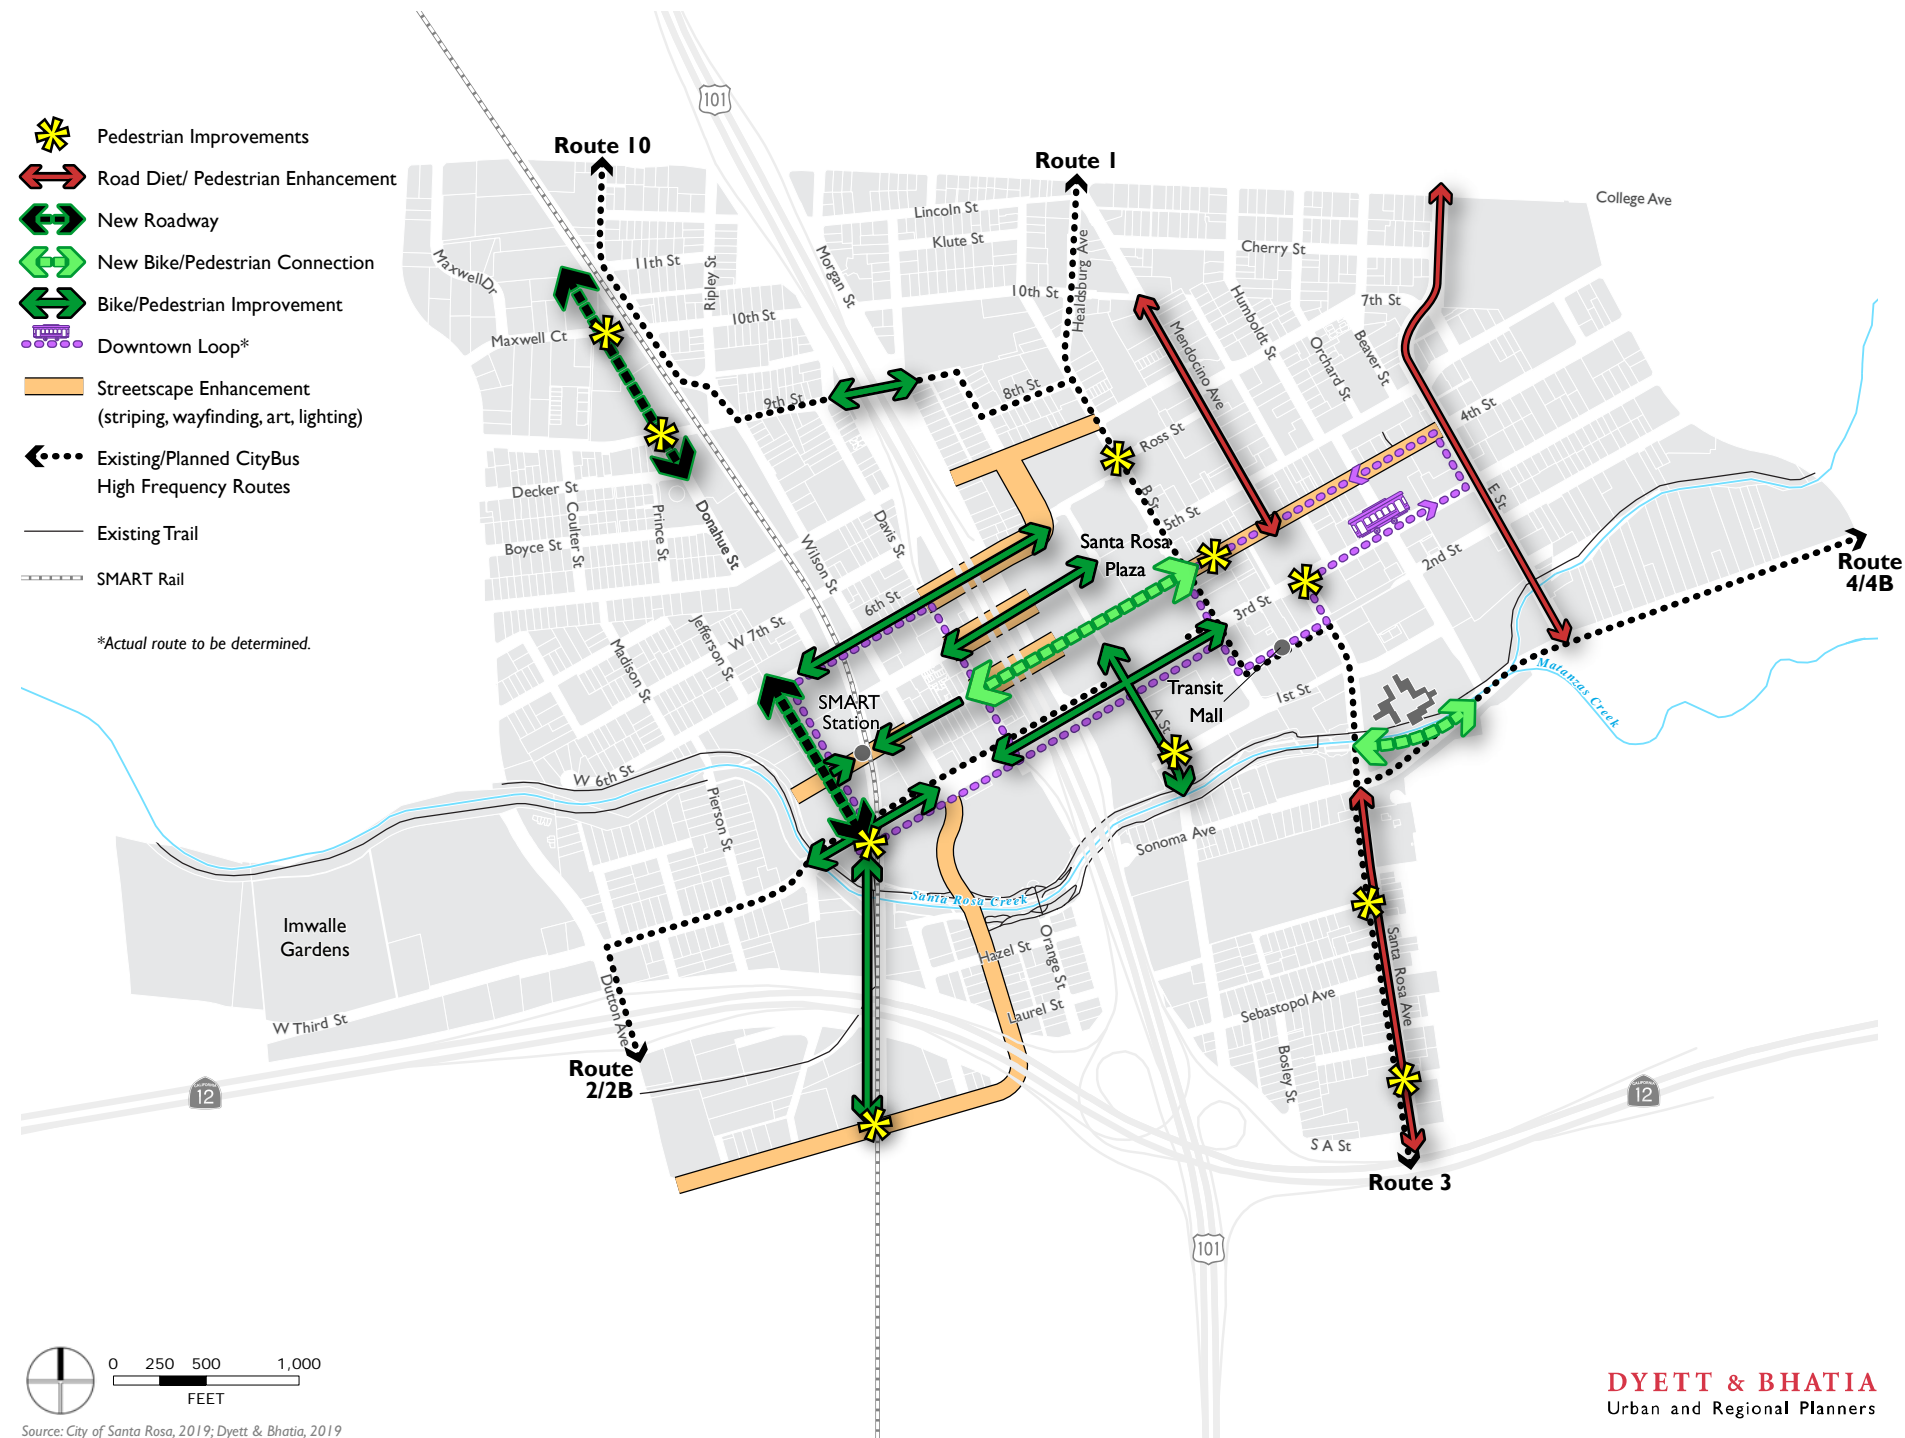 Pedestrian Improvements
Road Diet/ Pedestrian Enhancement
New Roadway
New Bike/Pedestrian Connection
Bike/Pedestrian Improvement
Downtown Loop*
Streetscape Enhancement
(striping, wayfinding, art, lighting)
Existing/Planned CityBus
High Frequency Routes
Existing Trail
SMART Rail
*Actual route to be determined.
101
Route 10
Route 1
College Ave
Lincoln St
Klute St
Cherry St
Maxwell Dr
11th St
Ripley St
Morgan St
Healdsburg Ave
10th St
10th St
7th St
Humboldt St
Maxwell Ct
Mendocino Ave
Orchard St
Beaver St
9th St
8th St
4th St
Ross St
Decker St
Coulter St
Prince St
Donahue St
B St
5th St
E St
Boyce St
Wilson St
Davis St
Santa Rosa
Plaza
2nd St
Route
4/4B
6th St
3rd St
W 7th St
Jefferson St
Madison St
Matanzas Creek
SMART
Station
Transit
Mall
1st St
A St
W 6th St
Pierson St
Sonoma Ave
Santa Rosa Creek
Imwalle
Gardens
Hazel St
Orange St
Santa Rosa Ave
Dutton Ave
Laurel St
Sebastopol Ave
W Third St
Bosley St
Route
2/2B
CALIFORNIA
12
CALIFORNIA
12
S A St
Route 3
101
0 250 500 1,000
FEET
Source: City of Santa Rosa, 2019; Dyett & Bhatia, 2019
DYETT & BHATIA
Urban and Regional Planners